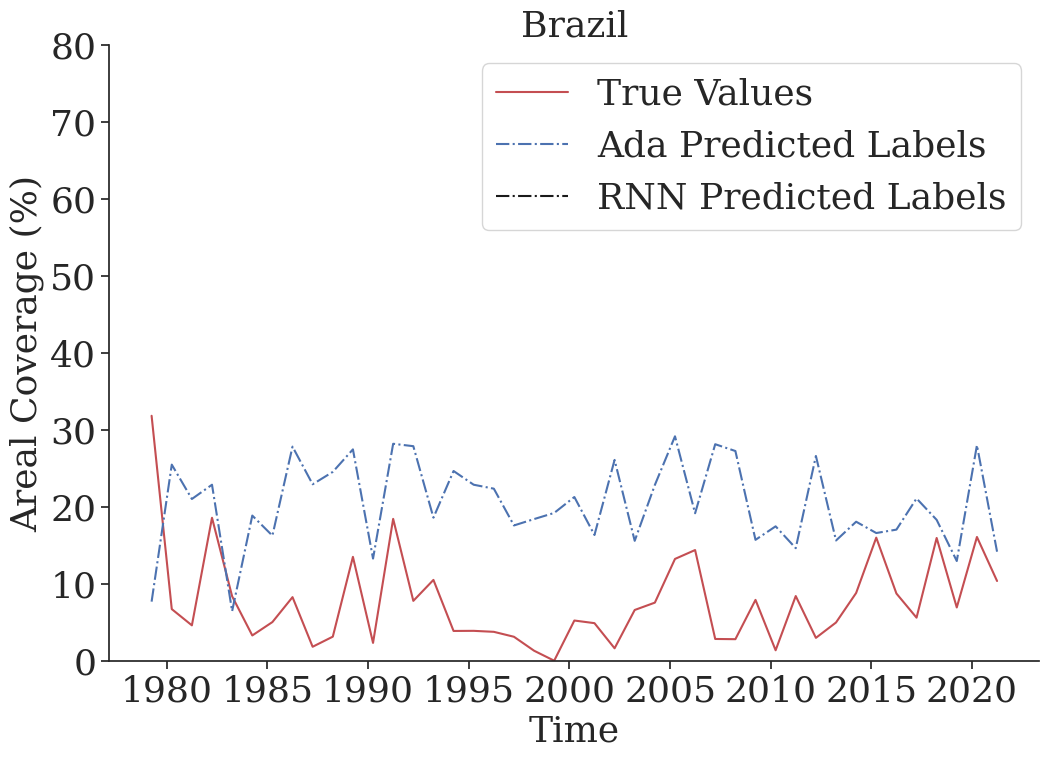 Brazil
True Values
Ada Predicted Labels
RNN Predicted Labels
Areal Coverage (%)
80
70
60
50
40
30
20
10
0
1980 1985 1990 1995 2000 2005 2010 2015 2020
Time